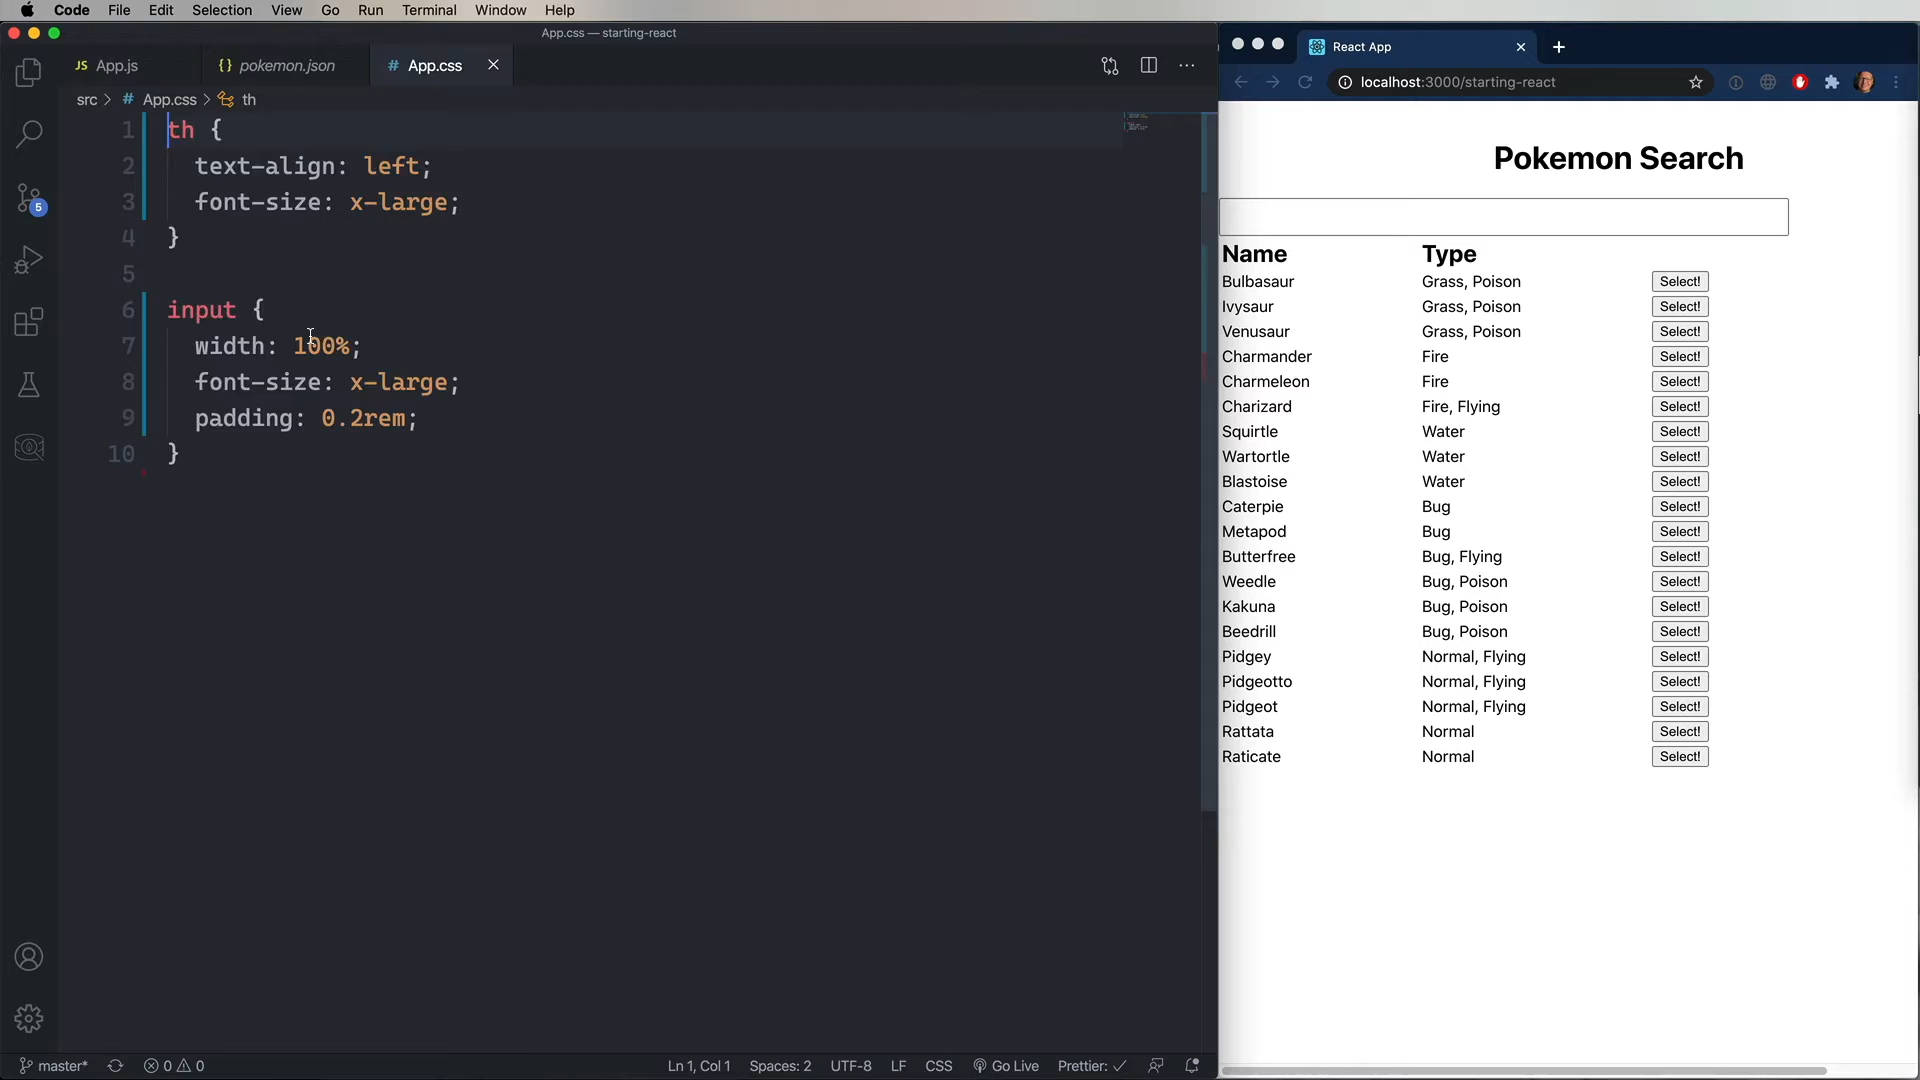 Code File Edit Selection View Go Run Terminal Window Help
App.css — starting-react
JS App.js
{} pokemon.json
# App.css
src > # App.css > th
1 th {
2 text-align: left;
3 font-size: x-large;
4 }
5
6 input {
7 width: 100%;
8 font-size: x-large;
9 padding: 0.2rem;
10 }
5
master* 0 0 Ln 1, Col 1 Spaces: 2 UTF-8 LF CSS Go Live Prettier: ✓
React App
localhost:3000/starting-react
Pokemon Search
Name Type
Bulbasaur Grass, Poison Select!
Ivysaur Grass, Poison Select!
Venusaur Grass, Poison Select!
Charmander Fire Select!
Charmeleon Fire Select!
Charizard Fire, Flying Select!
Squirtle Water Select!
Wartortle Water Select!
Blastoise Water Select!
Caterpie Bug Select!
Metapod Bug Select!
Butterfree Bug, Flying Select!
Weedle Bug, Poison Select!
Kakuna Bug, Poison Select!
Beedrill Bug, Poison Select!
Pidgey Normal, Flying Select!
Pidgeotto Normal, Flying Select!
Pidgeot Normal, Flying Select!
Rattata Normal Select!
Raticate Normal Select!